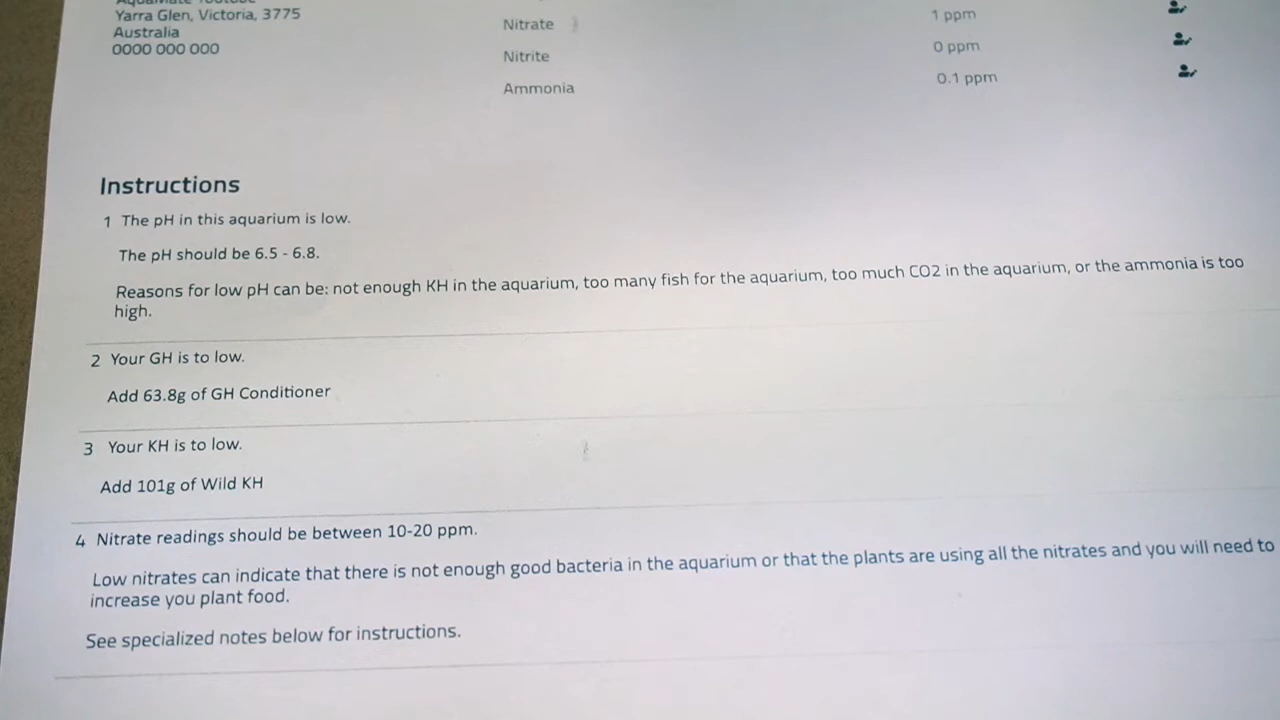 Yarra Glen, Victoria, 3775
Australia
0000 000 000
Nitrate 1 ppm
Nitrite 0 ppm
Ammonia 0.1 ppm
Instructions
1 The pH in this aquarium is low.
The pH should be 6.5 - 6.8.
Reasons for low pH can be: not enough KH in the aquarium, too many fish for the aquarium, too much CO2 in the aquarium, or the ammonia is too
high.
2 Your GH is to low.
Add 63.8g of GH Conditioner
3 Your KH is to low.
Add 101g of Wild KH
4 Nitrate readings should be between 10-20 ppm.
Low nitrates can indicate that there is not enough good bacteria in the aquarium or that the plants are using all the nitrates and you will need to
increase you plant food.
See specialized notes below for instructions.